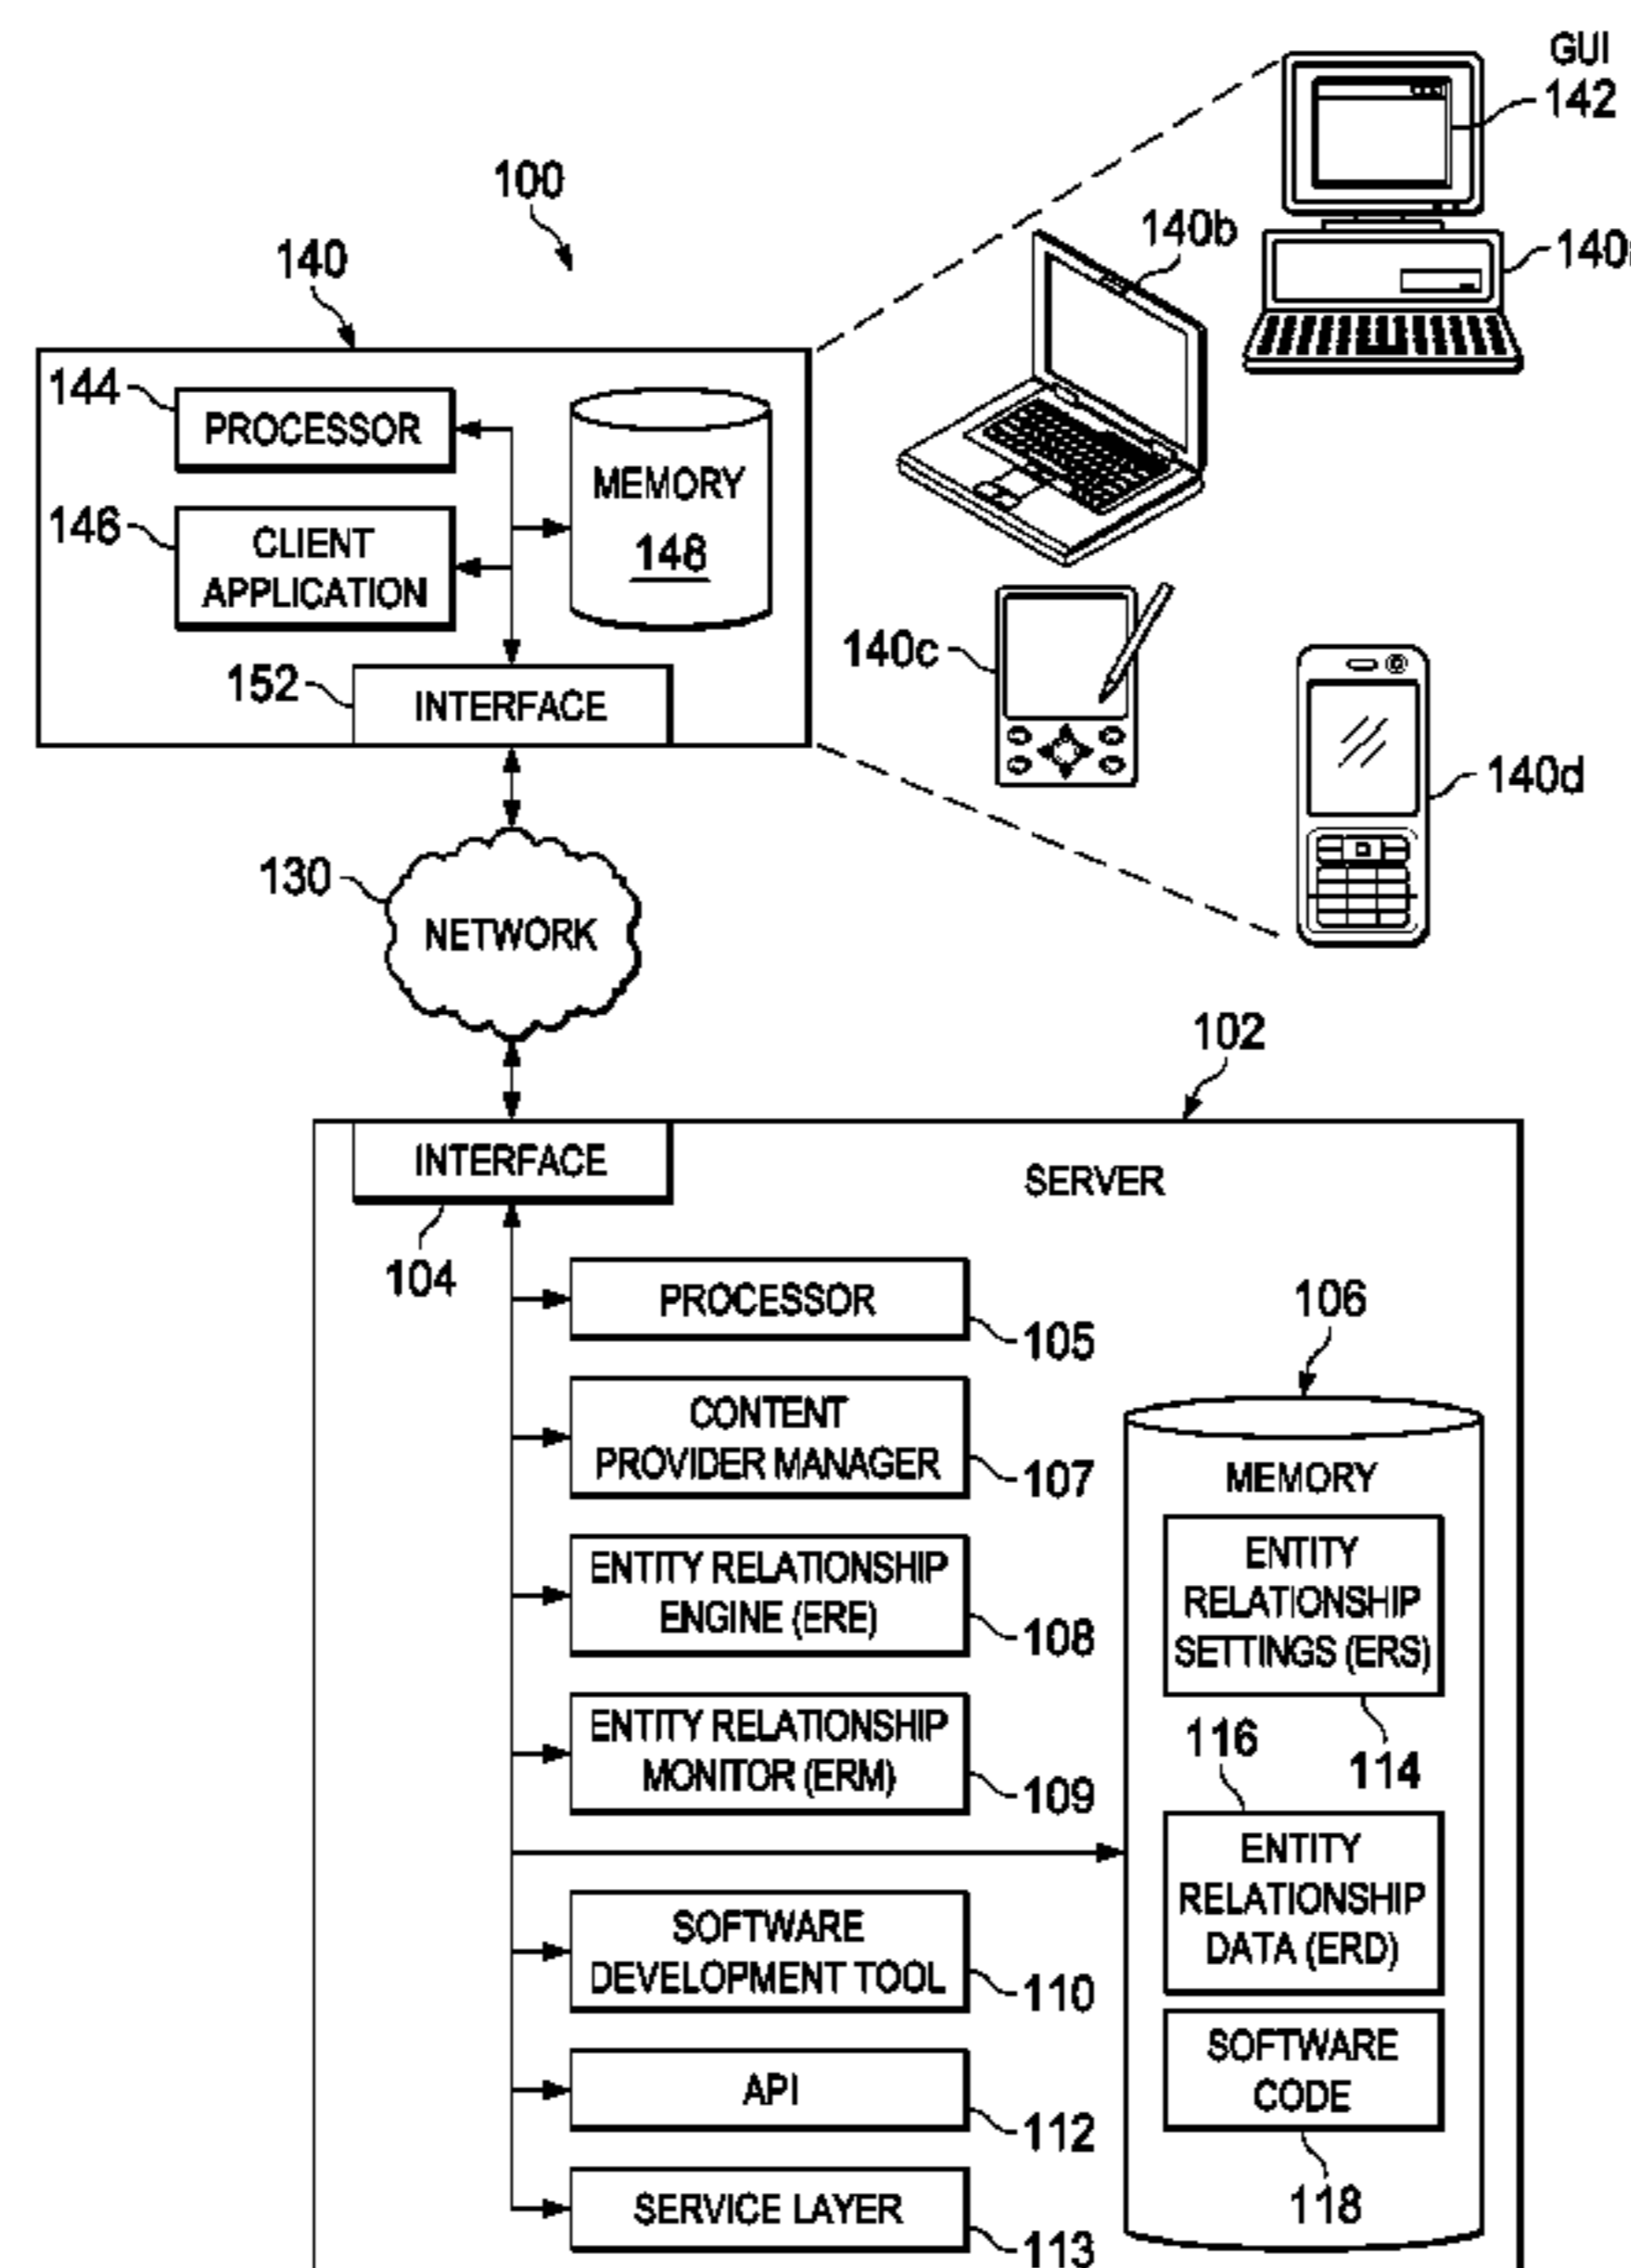 GUI
142
100
140b
140
140a
144
PROCESSOR
MEMORY
148
146
CLIENT
APPLICATION
140c
152
INTERFACE
140d
130
NETWORK
102
INTERFACE
SERVER
104
PROCESSOR
105
106
CONTENT
PROVIDER MANAGER
107
MEMORY
ENTITY RELATIONSHIP
ENGINE (ERE)
108
ENTITY
RELATIONSHIP
SETTINGS (ERS)
114
ENTITY RELATIONSHIP
MONITOR (ERM)
109
116
ENTITY
RELATIONSHIP
DATA (ERD)
SOFTWARE
DEVELOPMENT TOOL
110
SOFTWARE
CODE
118
API
112
SERVICE LAYER
113